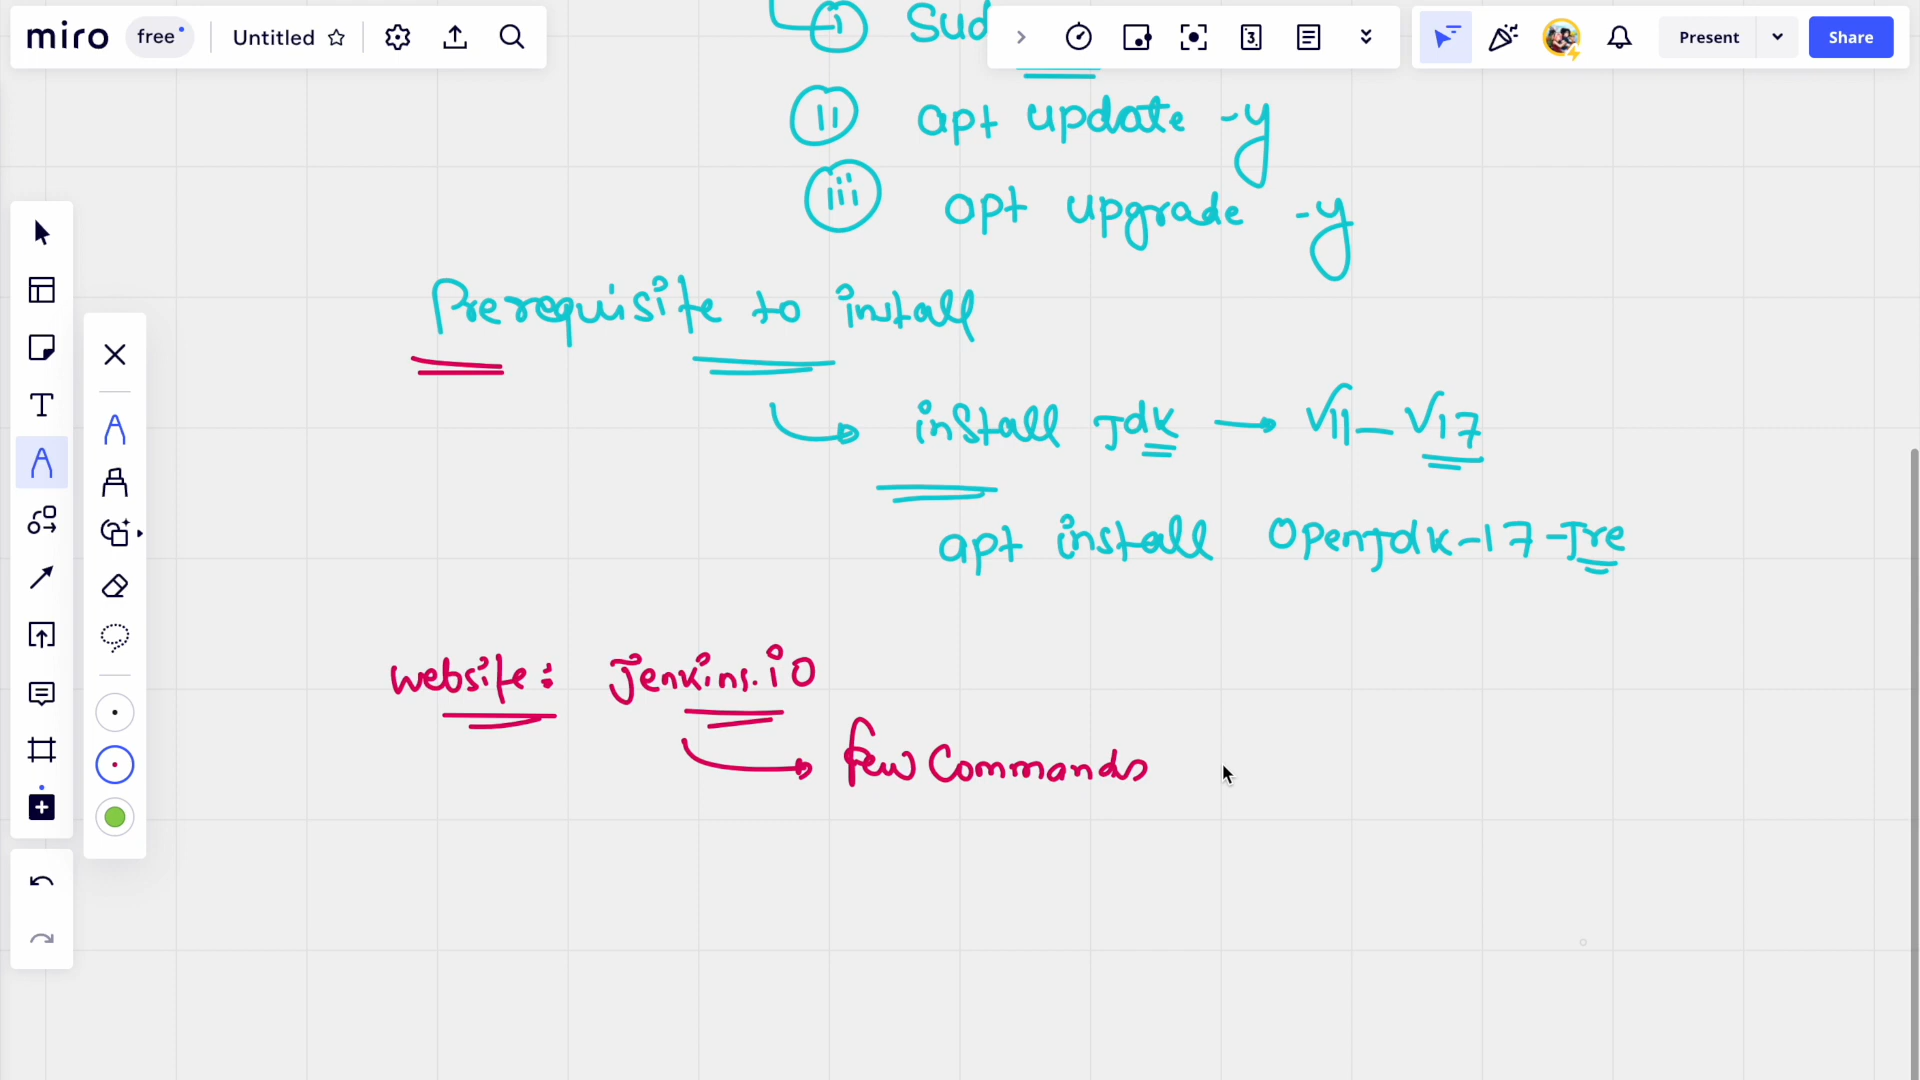 miro free Untitled
3
Present Share
i Sud
ii apt update -y
iii apt upgrade -y
Prerequisite to install
install Jdk → V11 - V17
apt install Openjdk-17-Jre
website: jenkins.io
few Commands